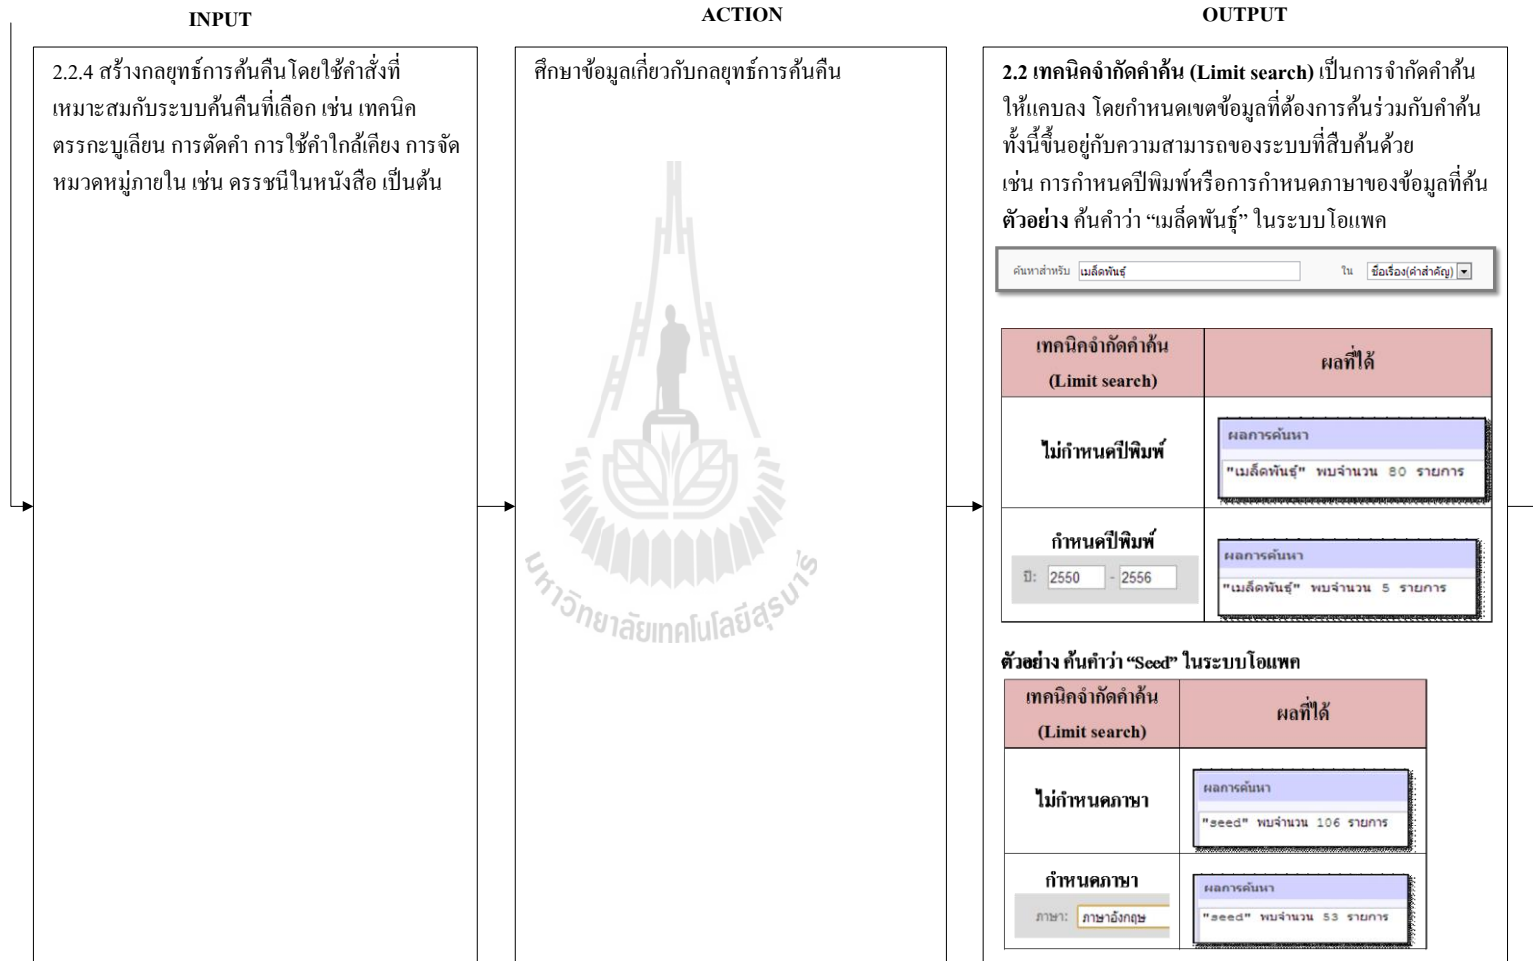 INPUT
ACTION
OUTPUT
2.2.4 สร้างกลยุทธ์การค้นคืนโดยใช้คำสั่งที่
เหมาะสมกับระบบค้นคืนที่เลือก เช่น เทคนิค
ตรรกะบูเลียน การตัดคำ การใช้คำใกล้เคียง การจัด
หมวดหมู่ภายใน เช่น ดรรชนีในหนังสือ เป็นต้น
ศึกษาข้อมูลเกี่ยวกับกลยุทธ์การค้นคืน
มหาวิทยาลัยเทคโนโลยีสุรนารี
2.2 เทคนิคจำกัดคำค้น (Limit search) เป็นการจำกัดคำค้น
ให้แคบลง โดยกำหนดเขตข้อมูลที่ต้องการค้นร่วมกับคำค้น
ทั้งนี้ขึ้นอยู่กับความสามารถของระบบที่สืบค้นด้วย
เช่น การกำหนดปีพิมพ์หรือการกำหนดภาษาของข้อมูลที่ค้น
ตัวอย่าง ค้นคำว่า “เมล็ดพันธุ์” ในระบบโอแพค
ค้นหาสำหรับ เมล็ดพันธุ์ ใน ชื่อเรื่อง(คำสำคัญ)
เทคนิคจำกัดคำค้น
(Limit search)
ผลที่ได้
ไม่กำหนดปีพิมพ์
ผลการค้นหา
"เมล็ดพันธุ์" พบจำนวน 80 รายการ
กำหนดปีพิมพ์
ปี: 2550 - 2556
ผลการค้นหา
"เมล็ดพันธุ์" พบจำนวน 5 รายการ
ตัวอย่าง ค้นคำว่า “Seed” ในระบบโอแพค
เทคนิคจำกัดคำค้น
(Limit search)
ผลที่ได้
ไม่กำหนดภาษา
ผลการค้นหา
"seed" พบจำนวน 106 รายการ
กำหนดภาษา
ภาษา: ภาษาอังกฤษ
ผลการค้นหา
"seed" พบจำนวน 53 รายการ